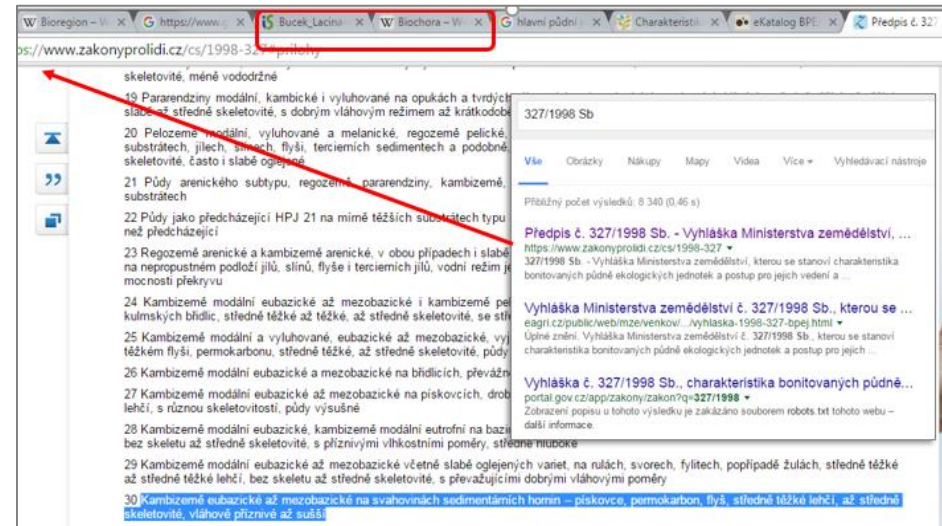 Bioregion – Wi
https://www.g
Bucek_Lacina
Biochora – Wi
hlavní půdní
Charakteristik
eKatalog BPE
Předpis č. 327
www.zakonyprolidi.cz/cs/1998-327#prilohy
skeletovité, méně vododržné
19 Pararendziny modální, kambické i vyluhované na opukách a tvrdých
slabě až středně skeletovité, s dobrým vláhovým režimem až krátkodobě
20 Pelozemě modální, vyluhované a melanické, regozemě pelické,
substrátech, jílech, slínech, flyši, terciérních sedimentech a podobně,
skeletovité, často i slabě oglejené
21 Půdy arenického subtypu, regozemě, pararendziny, kambizemě,
substrátech
22 Půdy jako předcházející HPJ 21 na mírně těžších substrátech typu
než předcházející
23 Regozemě arenické a kambizemě arenické, v obou případech i slabě
na nepropustném podloží jílů, slínů, flyše i terciérních jílů, vodní režim je
mocnosti překryvu
24 Kambizemě modální eubazické až mezobazické i kambizemě pel
kulmských břidlic, středně těžké až těžké, až středně skeletovité, se stř
25 Kambizemě modální a vyluhované, eubazické až mezobazické, vyj
těžkém flyši, permokarbonu, středně těžké, až středně skeletovité, půdy
26 Kambizemě modální eubazické a mezobazické na břidlicích, převážn
27 Kambizemě modální eubazické až mezobazické na pískovcích, drob
lehčí, s různou skeletovitostí, půdy výsušné
28 Kambizemě modální eubazické, kambizemě modální eutrofní na bazi
bez skeletu až středně skeletovité, s příznivými vlhkostními poměry, středně hluboké
29 Kambizemě modální eubazické až mezobazické včetně slabě oglejených variet, na rulách, svorech, fylitech, popřípadě žulách, středně těžké
až středně těžké lehčí, bez skeletu až středně skeletovité, s převažujícími dobrými vláhovými poměry
30 Kambizemě eubazické až mezobazické na svahovinách sedimentárních hornin – pískovce, permokarbon, flyš, středně těžké lehčí, až středně
skeletovité, vláhově příznivé až sušší
327/1998 Sb
Vše Obrázky Nákupy Mapy Videa Více Vyhledávací nástroje
Přibližný počet výsledků: 8 340 (0,46 s)
Předpis č. 327/1998 Sb. - Vyhláška Ministerstva zemědělství, ...
https://www.zakonyprolidi.cz/cs/1998-327
327/1998 Sb. - Vyhláška Ministerstva zemědělství, kterou se stanoví charakteristika
bonitovaných půdně ekologických jednotek a postup pro jejich vedení a ...
Vyhláška Ministerstva zemědělství č. 327/1998 Sb., kterou se ...
eagri.cz/public/web/mze/venkov/.../vyhlaska-1998-327-bpej.html
Úplné znění. Vyhláška Ministerstva zemědělství č. 327/1998 Sb., kterou se stanoví
charakteristika bonitovaných půdně ekologických jednotek a postup pro jejich ...
Vyhláška č. 327/1998 Sb., charakteristika bonitovaných půdně...
portal.gov.cz/app/zakony/zakon?q=327/1998
Zobrazení popisu u tohoto výsledku je zakázáno souborem robots.txt tohoto webu –
další informace.